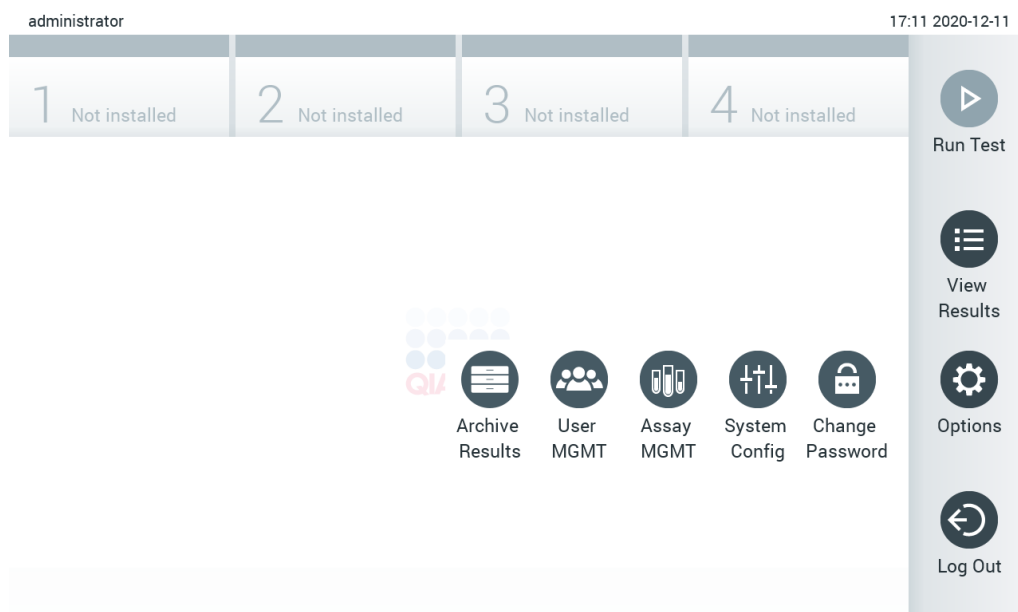 administrator 17:11 2020-12-11
1 Not installed 2 Not installed 3 Not installed 4 Not installed
Run Test
View
Results
Archive Results
User MGMT
Assay MGMT
System Config
Change Password
Options
Log Out